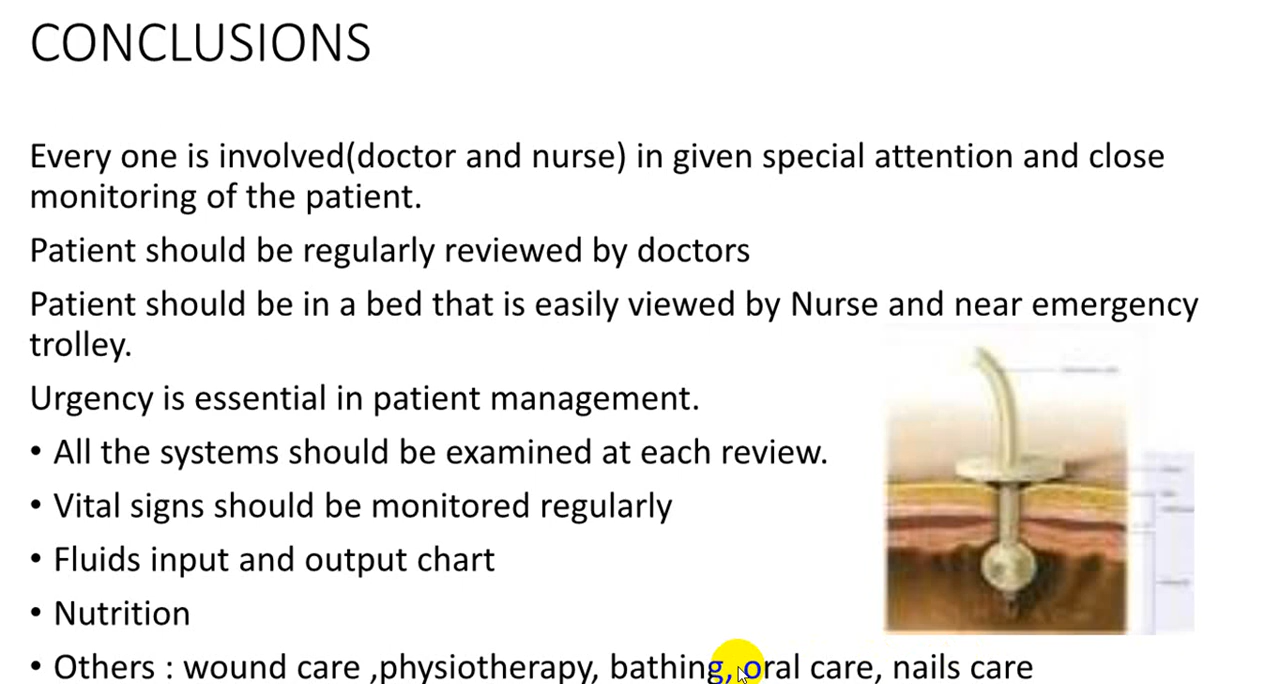 CONCLUSIONS
Every one is involved(doctor and nurse) in given special attention and close
monitoring of the patient.
Patient should be regularly reviewed by doctors
Patient should be in a bed that is easily viewed by Nurse and near emergency
trolley.
Urgency is essential in patient management.
• All the systems should be examined at each review.
• Vital signs should be monitored regularly
• Fluids input and output chart
• Nutrition
• Others : wound care ,physiotherapy, bathing, oral care, nails care